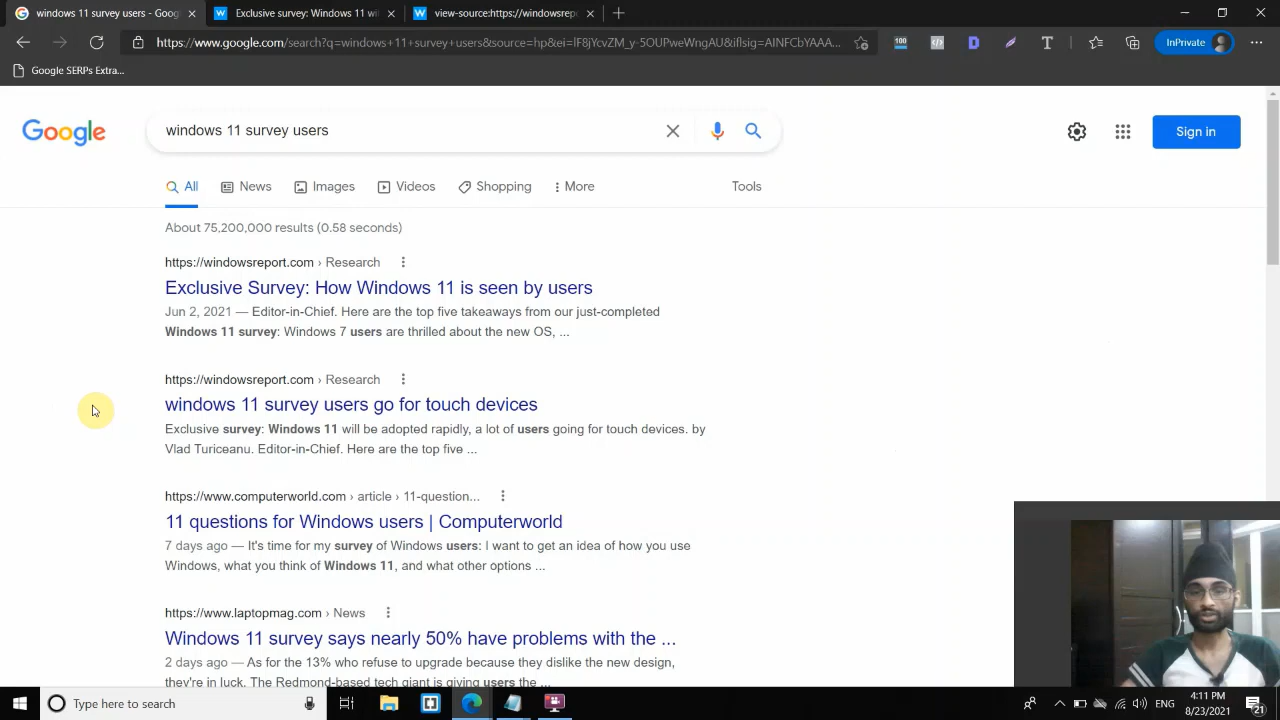 windows 11 survey users - Goog
Exclusive survey: Windows 11 wil
view-source:https://windowsrepo
https://www.google.com/search?q=windows+11+survey+users&source=hp&ei=lF8jYcvZM_y-5OUPweWngAU&iflsig=AINFCbYAAA...
100
D
T
InPrivate
Google SERPs Extra...
Google
windows 11 survey users
Sign in
All
News
Images
Videos
Shopping
More
Tools
About 75,200,000 results (0.58 seconds)
https://windowsreport.com › Research
Exclusive Survey: How Windows 11 is seen by users
Jun 2, 2021 — Editor-in-Chief. Here are the top five takeaways from our just-completed
Windows 11 survey: Windows 7 users are thrilled about the new OS, ...
https://windowsreport.com › Research
windows 11 survey users go for touch devices
Exclusive survey: Windows 11 will be adopted rapidly, a lot of users going for touch devices. by
Vlad Turiceanu. Editor-in-Chief. Here are the top five ...
https://www.computerworld.com › article › 11-question...
11 questions for Windows users | Computerworld
7 days ago — It's time for my survey of Windows users: I want to get an idea of how you use
Windows, what you think of Windows 11, and what other options ...
https://www.laptopmag.com › News
Windows 11 survey says nearly 50% have problems with the ...
2 days ago — As for the 13% who refuse to upgrade because they dislike the new design,
they're in luck. The Redmond-based tech giant is giving users the ...
Type here to search
4:11 PM
8/23/2021
21